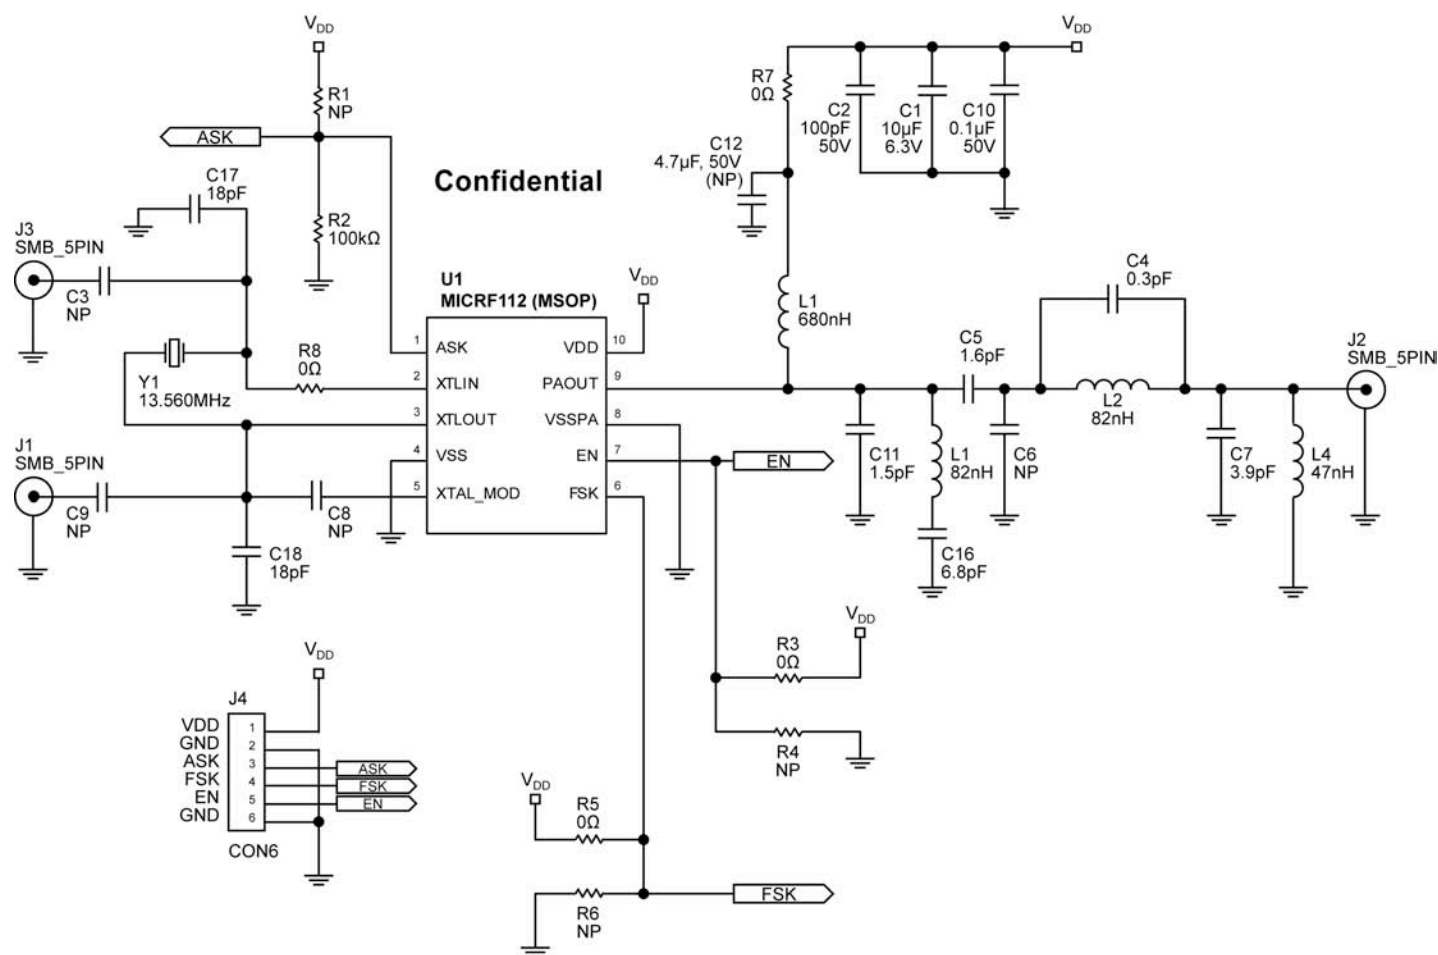 VDD
R1
NP
ASK
C17
18pF
Confidential
R2
100kΩ
J3
SMB_5PIN
C3
NP
Y1
13.560MHz
R8
0Ω
J1
SMB_5PIN
C9
NP
C8
NP
C18
18pF
U1
MICRF112 (MSOP)
1 ASK
2 XTLIN
3 XTLOUT
4 VSS
5 XTAL_MOD
VDD 10
PAOUT 9
VSSPA 8
EN 7
FSK 6
VDD
EN
R7
0Ω
VDD
C2
100pF
50V
C1
10µF
6.3V
C10
0.1µF
50V
C12
4.7µF, 50V
(NP)
L1
680nH
C4
0.3pF
C5
1.6pF
J2
SMB_5PIN
L2
82nH
C11
1.5pF
L1
82nH
C6
NP
C7
3.9pF
L4
47nH
C16
6.8pF
VDD
R3
0Ω
R4
NP
VDD
J4
VDD 1
GND 2
ASK 3 ASK
FSK 4 FSK
EN 5 EN
GND 6
CON6
VDD
R5
0Ω
R6
NP
FSK